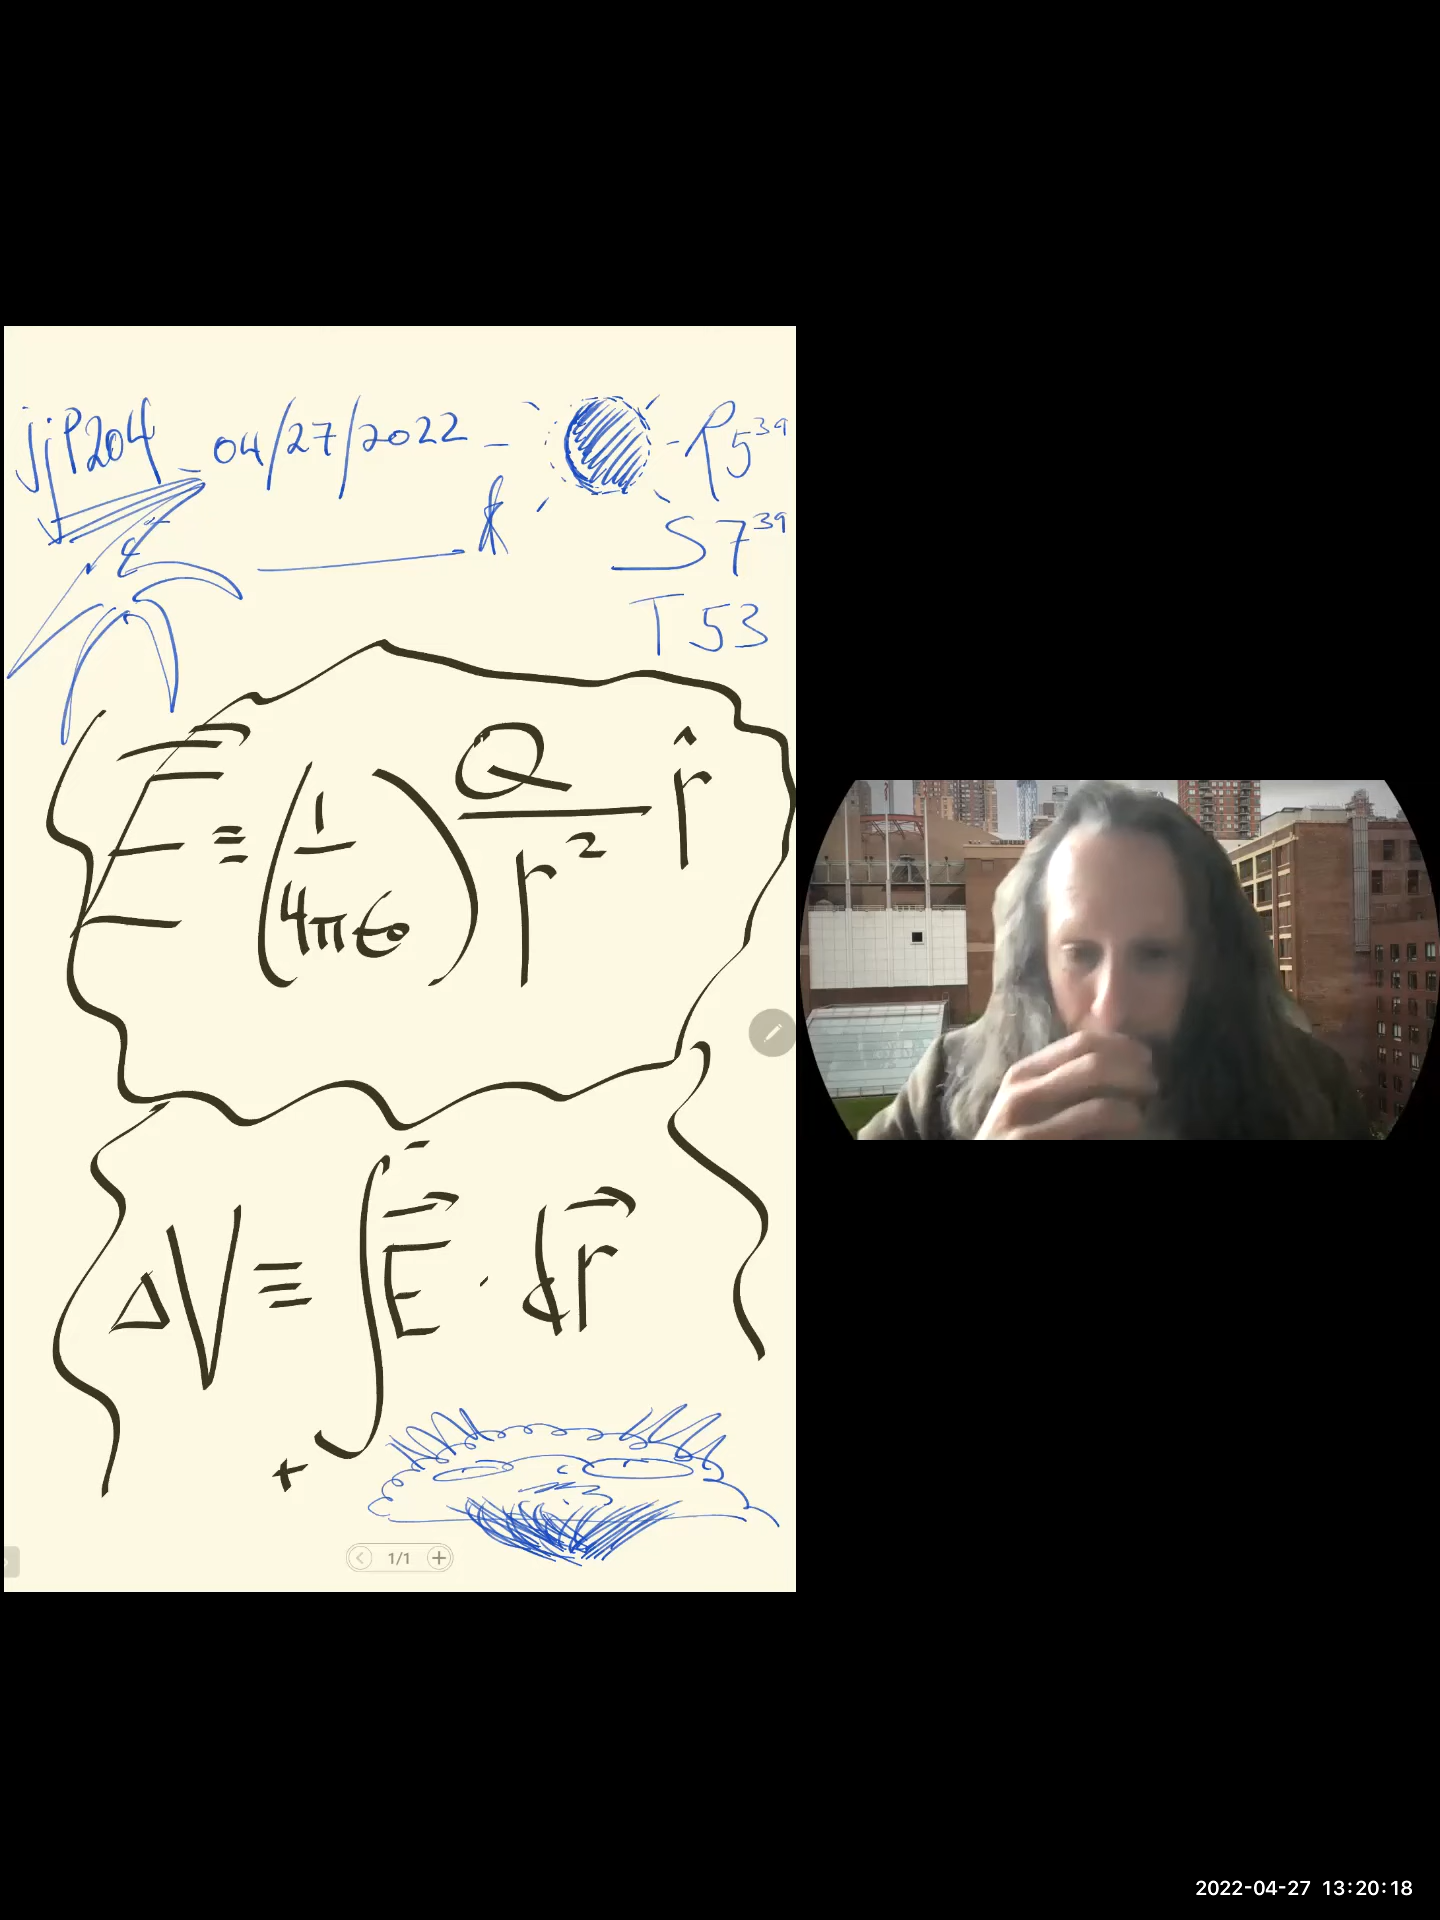 jjP204 - 04/27/2022 - - R5³⁹
S7³⁹
T53
E⃗ = (1/4πϵ₀) Q/r² r̂
ΔV ≡ ∫₊⁻ E⃗ · dr⃗
1/1
2022-04-27 13:20:18